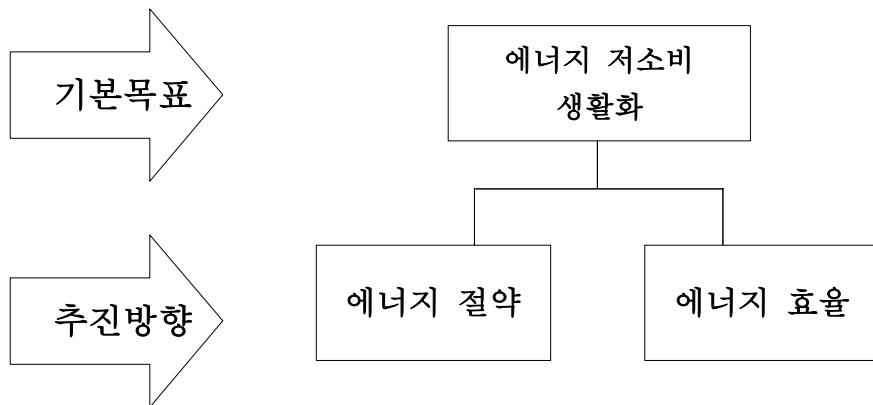 기본목표
에너지 저소비
생활화
추진방향
에너지 절약
에너지 효율